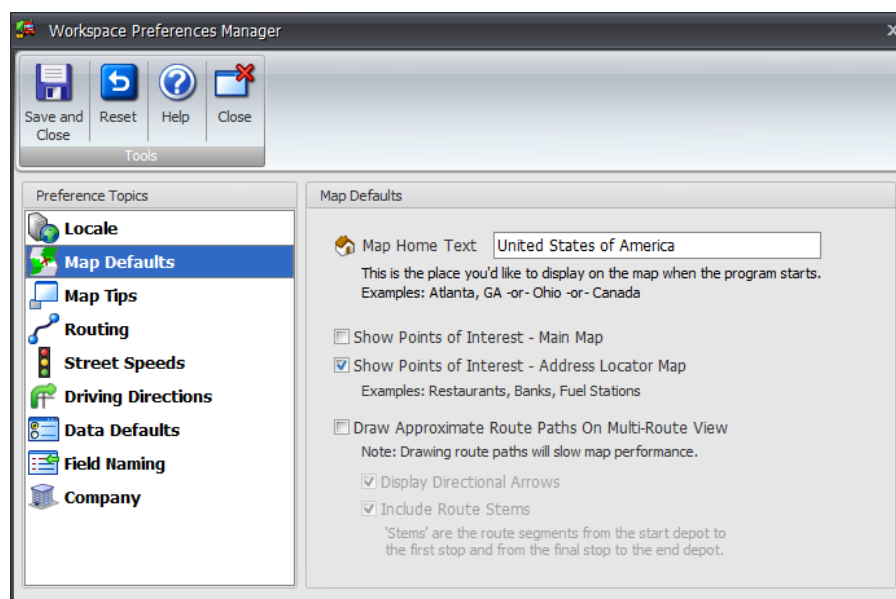 Workspace Preferences Manager
Save and Close
Reset
Help
Close
Tools
Preference Topics
Locale
Map Defaults
Map Tips
Routing
Street Speeds
Driving Directions
Data Defaults
Field Naming
Company
Map Defaults
Map Home Text
United States of America
This is the place you'd like to display on the map when the program starts.
Examples: Atlanta, GA -or- Ohio -or- Canada
Show Points of Interest - Main Map
Show Points of Interest - Address Locator Map
Examples: Restaurants, Banks, Fuel Stations
Draw Approximate Route Paths On Multi-Route View
Note: Drawing route paths will slow map performance.
Display Directional Arrows
Include Route Stems
'Stems' are the route segments from the start depot to
the first stop and from the final stop to the end depot.